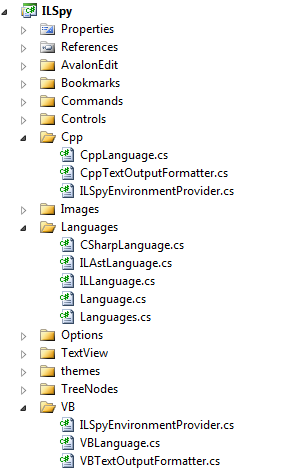 ILSpy
Properties
References
AvalonEdit
Bookmarks
Commands
Controls
Cpp
CppLanguage.cs
CppTextOutputFormatter.cs
ILSpyEnvironmentProvider.cs
Images
Languages
CSharpLanguage.cs
ILAstLanguage.cs
ILLanguage.cs
Language.cs
Languages.cs
Options
TextView
themes
TreeNodes
VB
ILSpyEnvironmentProvider.cs
VBLanguage.cs
VBTextOutputFormatter.cs